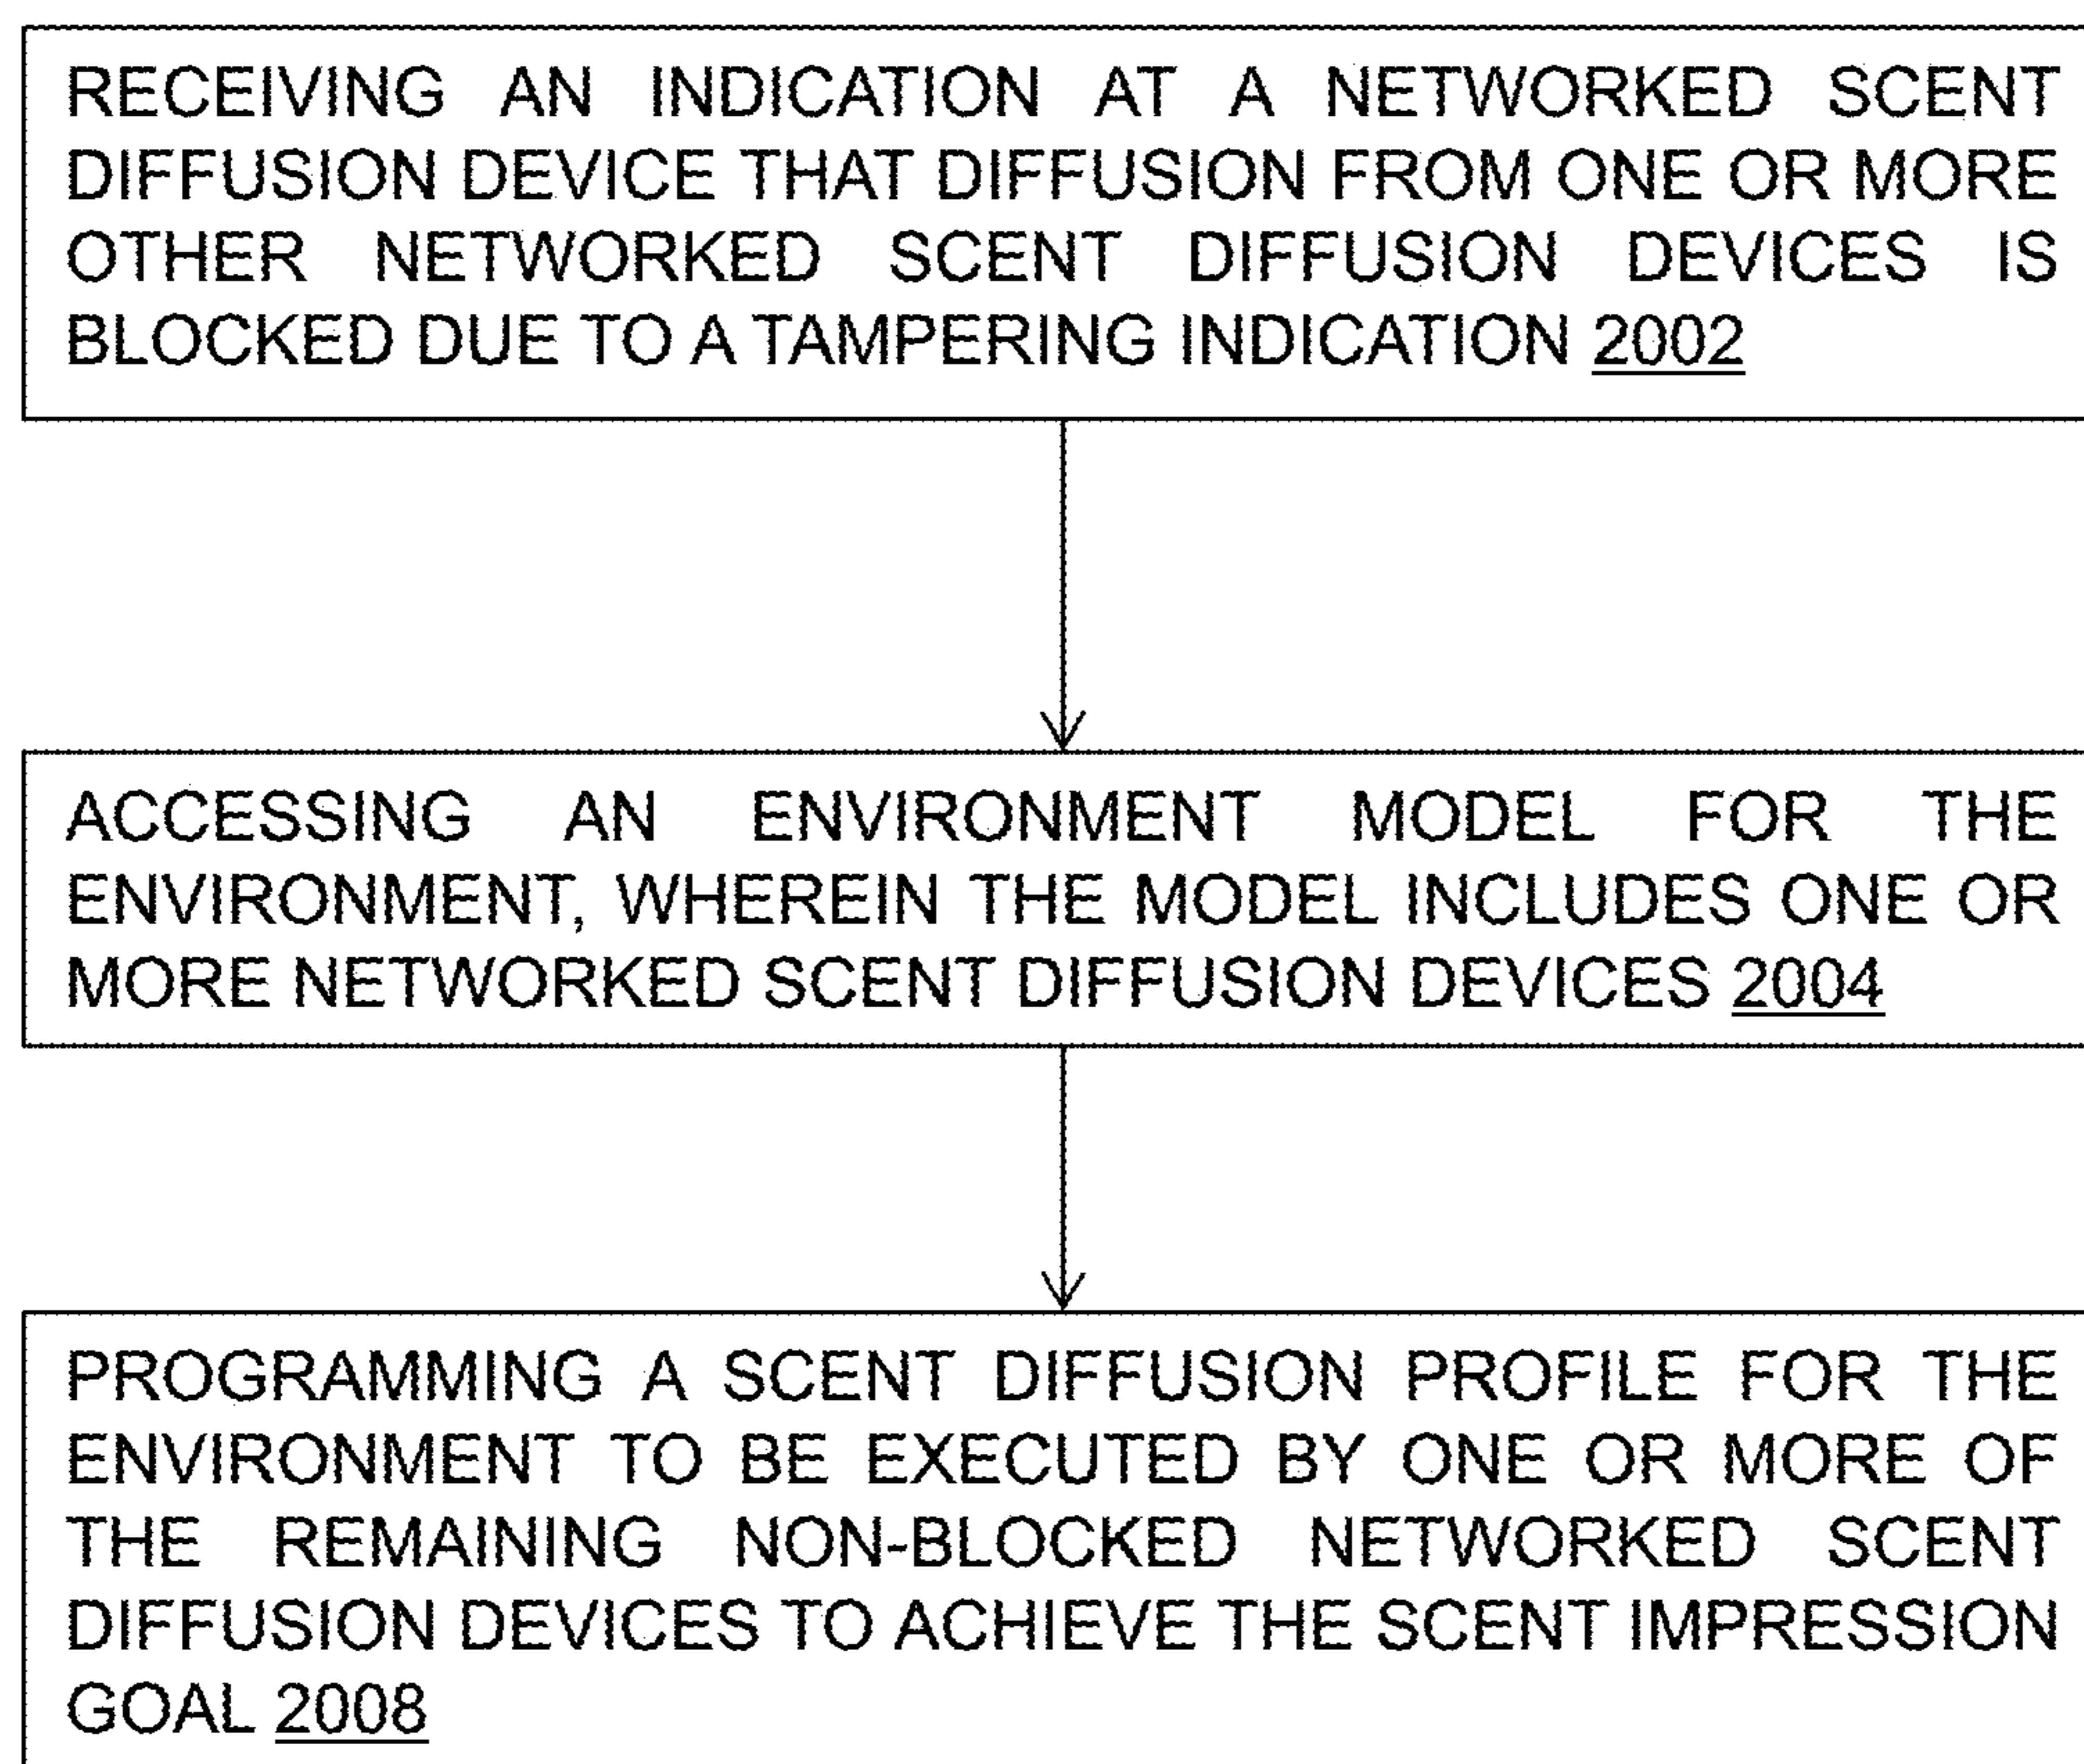 RECEIVING AN INDICATION AT A NETWORKED SCENT
DIFFUSION DEVICE THAT DIFFUSION FROM ONE OR MORE
OTHER NETWORKED SCENT DIFFUSION DEVICES IS
BLOCKED DUE TO A TAMPERING INDICATION 2002
ACCESSING AN ENVIRONMENT MODEL FOR THE
ENVIRONMENT, WHEREIN THE MODEL INCLUDES ONE OR
MORE NETWORKED SCENT DIFFUSION DEVICES 2004
PROGRAMMING A SCENT DIFFUSION PROFILE FOR THE
ENVIRONMENT TO BE EXECUTED BY ONE OR MORE OF
THE REMAINING NON-BLOCKED NETWORKED SCENT
DIFFUSION DEVICES TO ACHIEVE THE SCENT IMPRESSION
GOAL 2008